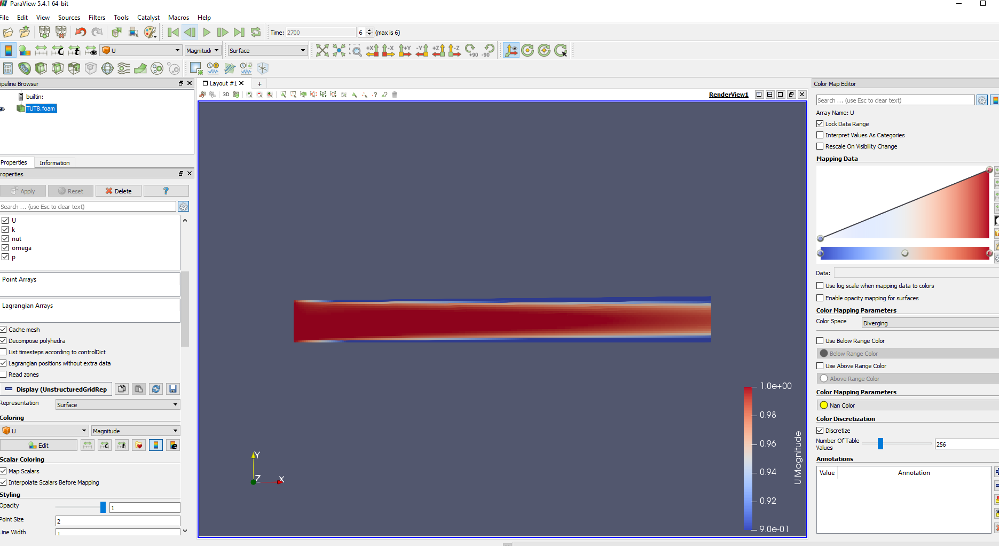 ParaView 5.4.1 64-bit
File Edit View Sources Filters Tools Catalyst Macros Help
Time: 2700 6 (max is 6)
U Magnitude Surface
+X -X +Y -Y +Z -Z +90 -90
Pipeline Browser
builtin:
TUT8.foam
Properties Information
Properties
Apply Reset Delete ?
Search ... (use Esc to clear text)
U
k
nut
omega
p
Point Arrays
Lagrangian Arrays
Cache mesh
Decompose polyhedra
List timesteps according to controlDict
Lagrangian positions without extra data
Read zones
Display (UnstructuredGridRep
Representation Surface
Coloring
U Magnitude
Edit
Scalar Coloring
Map Scalars
Interpolate Scalars Before Mapping
Styling
Opacity 1
Point Size 2
Line Width 1
Layout #1 +
3D
RenderView1
Y
Z X
1.0e+00
0.98
0.96
0.94
0.92
9.0e-01
U Magnitude
Color Map Editor
Search ... (use Esc to clear text)
Array Name: U
Lock Data Range
Interpret Values As Categories
Rescale On Visibility Change
Mapping Data
Data:
Use log scale when mapping data to colors
Enable opacity mapping for surfaces
Color Mapping Parameters
Color Space Diverging
Use Below Range Color
Below Range Color
Use Above Range Color
Above Range Color
Color Mapping Parameters
Nan Color
Color Discretization
Discretize
Number Of Table Values 256
Annotations
Value Annotation